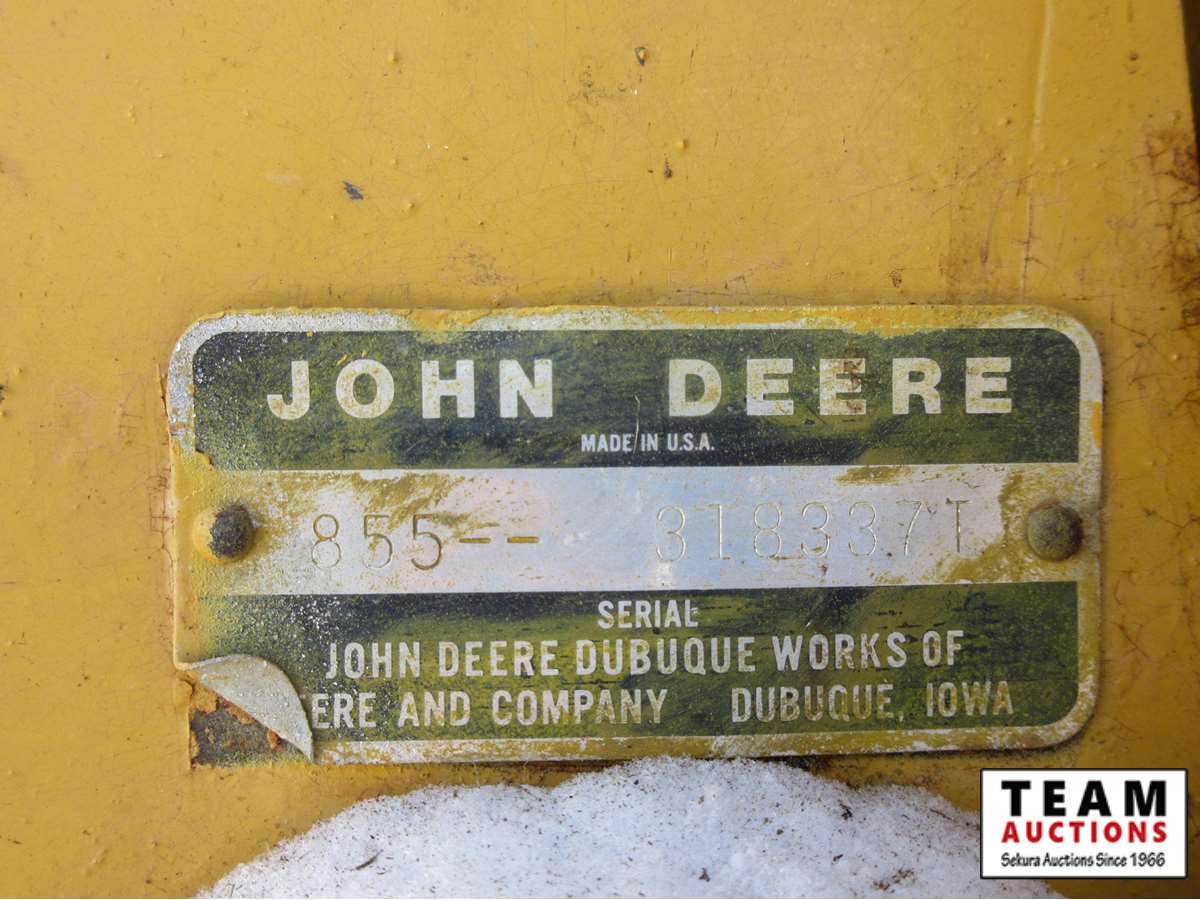 JOHN DEERE
MADE IN U.S.A.
855-- 318337T
SERIAL
JOHN DEERE DUBUQUE WORKS OF
ERE AND COMPANY DUBUQUE, IOWA
TEAM
AUCTIONS
Sekura Auctions Since 1966